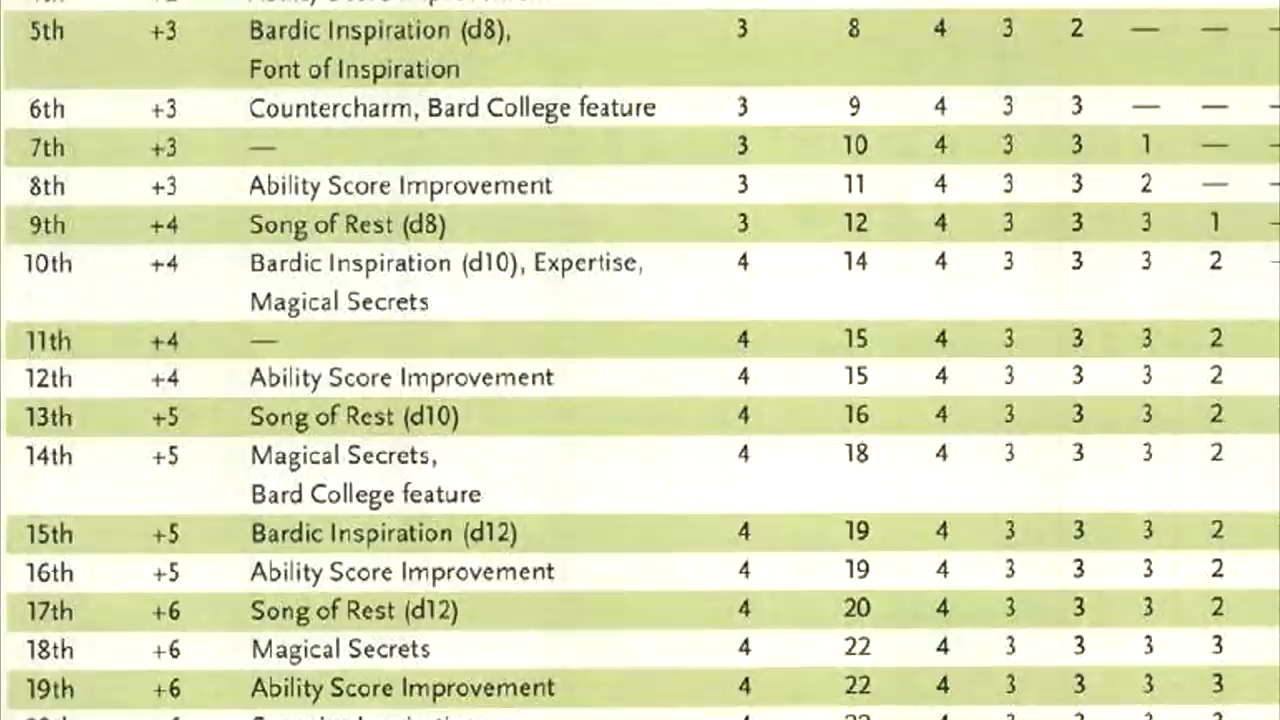 5th +3 Bardic Inspiration (d8), 3 8 4 3 2 — — —
Font of Inspiration
6th +3 Countercharm, Bard College feature 3 9 4 3 3 — — —
7th +3 — 3 10 4 3 3 1 — —
8th +3 Ability Score Improvement 3 11 4 3 3 2 — —
9th +4 Song of Rest (d8) 3 12 4 3 3 3 1 —
10th +4 Bardic Inspiration (d10), Expertise, 4 14 4 3 3 3 2 —
Magical Secrets
11th +4 — 4 15 4 3 3 3 2
12th +4 Ability Score Improvement 4 15 4 3 3 3 2
13th +5 Song of Rest (d10) 4 16 4 3 3 3 2
14th +5 Magical Secrets, 4 18 4 3 3 3 2
Bard College feature
15th +5 Bardic Inspiration (d12) 4 19 4 3 3 3 2
16th +5 Ability Score Improvement 4 19 4 3 3 3 2
17th +6 Song of Rest (d12) 4 20 4 3 3 3 2
18th +6 Magical Secrets 4 22 4 3 3 3 3
19th +6 Ability Score Improvement 4 22 4 3 3 3 3